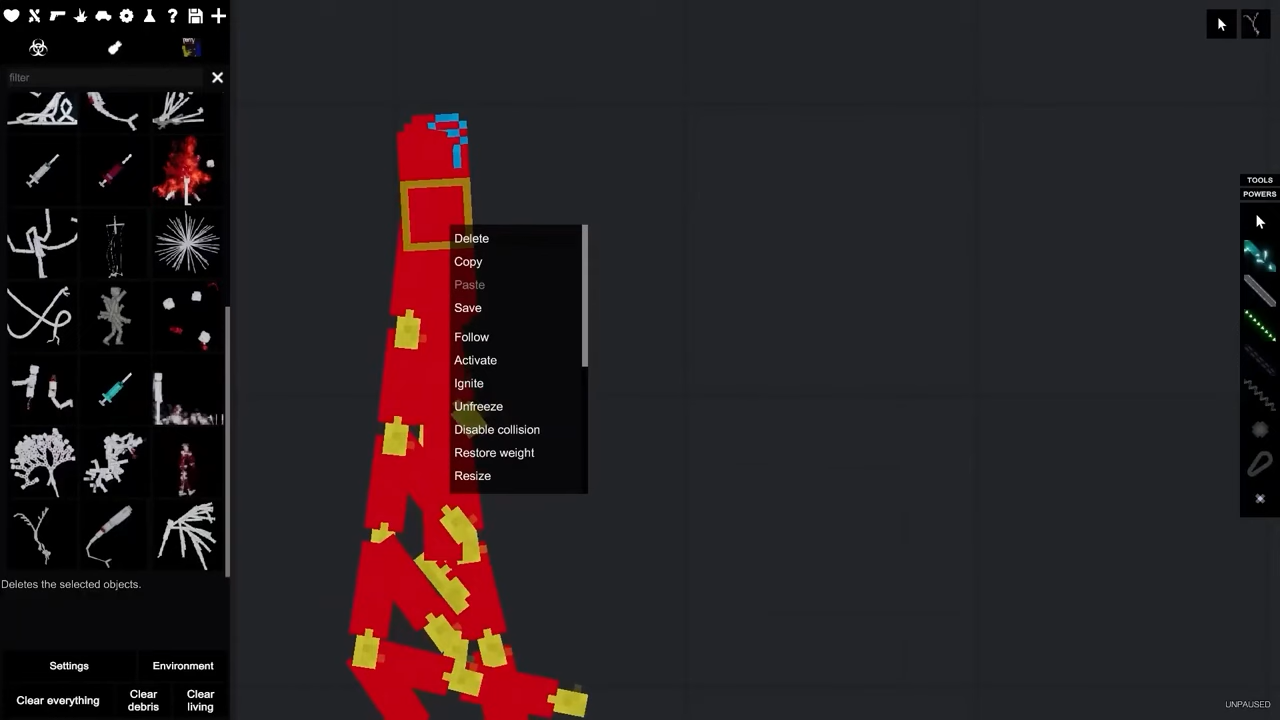 ?
filter
TOOLS
POWERS
Delete
Copy
Paste
Save
Follow
Activate
Ignite
Unfreeze
Disable collision
Restore weight
Resize
Deletes the selected objects.
Settings
Environment
Clear everything
Clear
debris
Clear
living
UNPAUSED